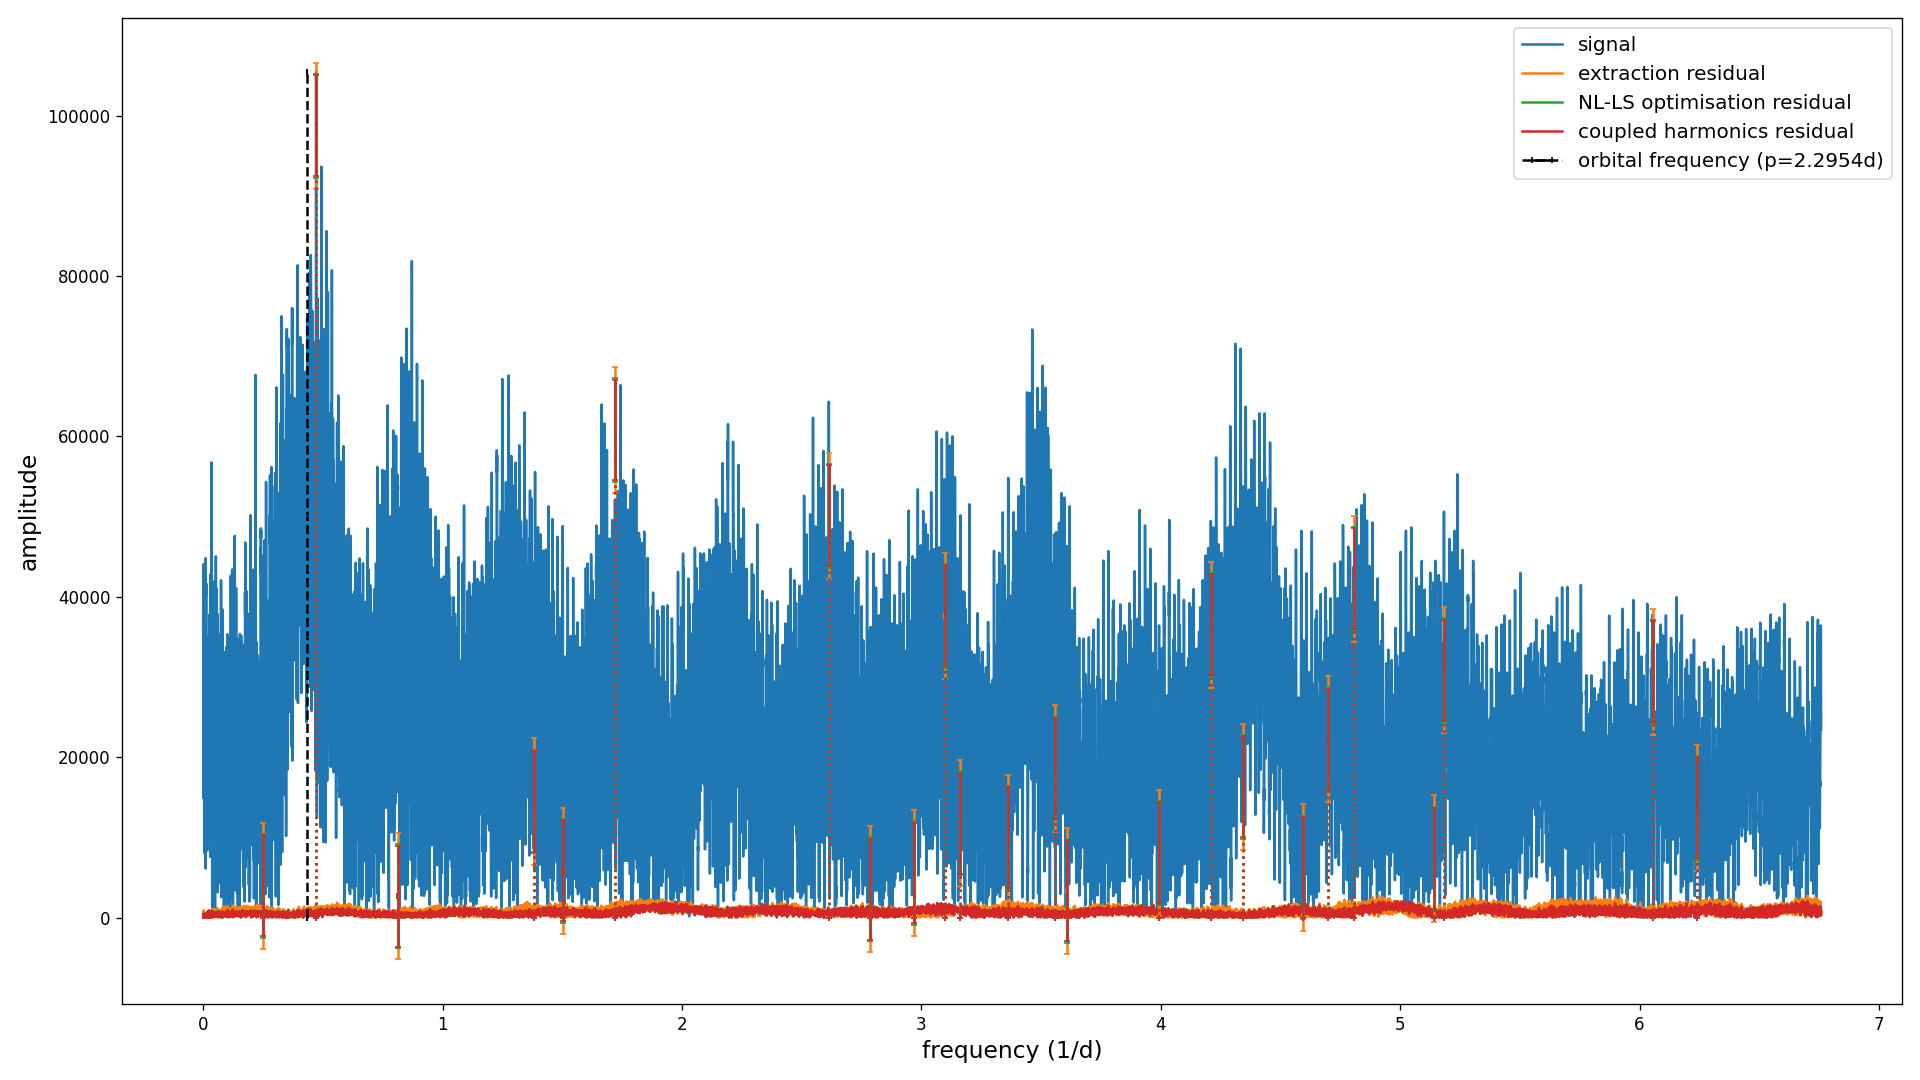 signal
extraction residual
NL-LS optimisation residual
coupled harmonics residual
orbital frequency (p=2.2954d)
100000
80000
60000
40000
20000
0
amplitude
0 1 2 3 4 5 6 7
frequency (1/d)